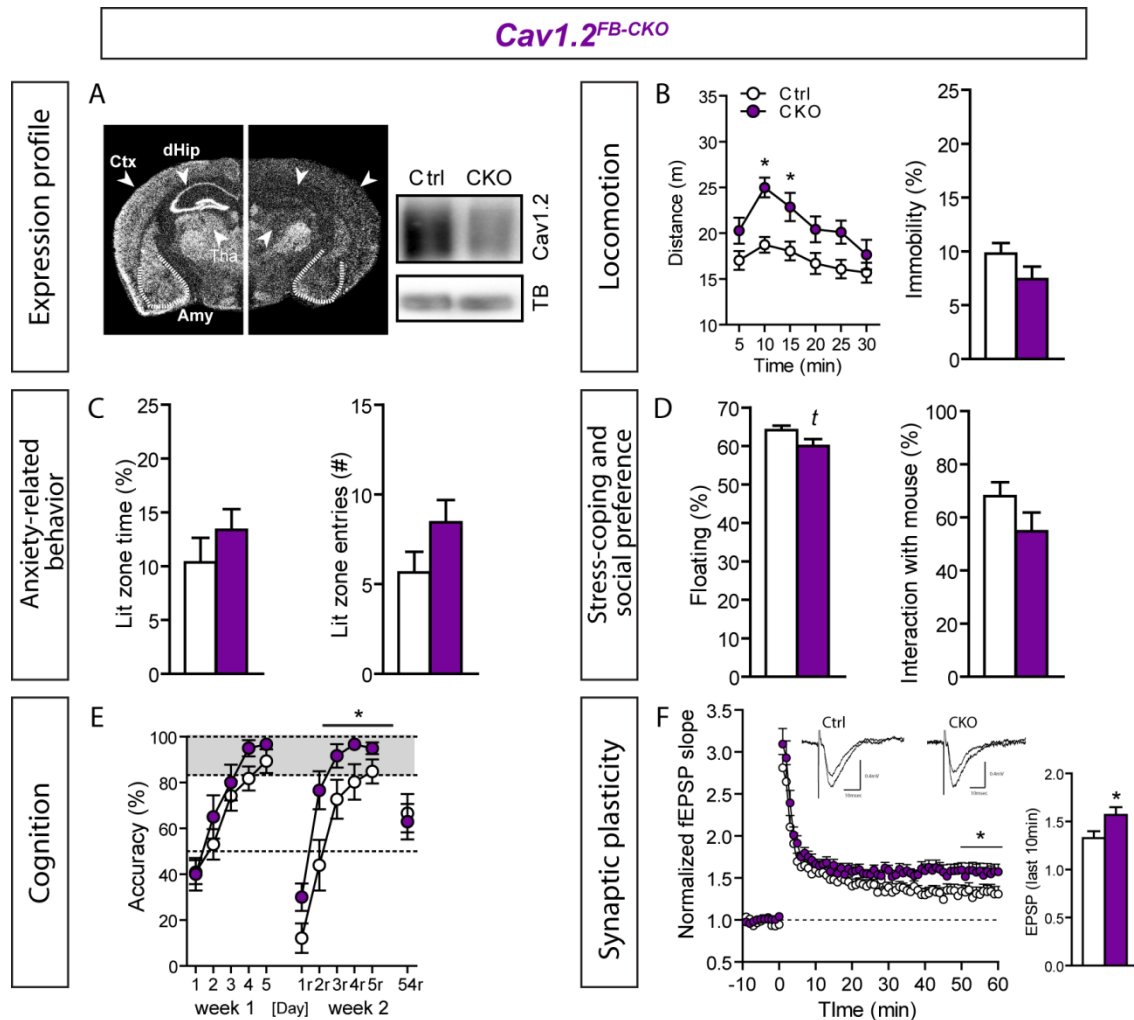 Cav1.2FB-CKO
Expression profile
A
Ctx
dHip
Tha
Amy
Ctrl CKO
Cav1.2
TB
Locomotion
B
Ctrl
CKO
Distance (m)
35
30
25
20
15
10
* *
5 10 15 20 25 30
Time (min)
Immobility (%)
25
20
15
10
5
0
Anxiety-related
behavior
C
Lit zone time (%)
25
20
15
10
5
0
Lit zone entries (#)
15
10
5
0
Stress-coping and
social preference
D
Floating (%)
70
60
50
40
30
20
10
0
t
Interaction with mouse (%)
100
80
60
40
20
0
Cognition
E
Accuracy (%)
100
80
60
40
20
0
*
1 2 3 4 5 1r 2r 3r 4r 5r 54r
week 1 [Day] week 2
Synaptic plasticity
F
Normalized fEPSP slope
3.5
3.0
2.5
2.0
1.5
1.0
0.5
Ctrl
CKO
0.4mV
10msec
0.4mV
10msec
*
-10 0 10 20 30 40 50 60
TIme (min)
EPSP (last 10min)
2.0
1.5
1.0
0.5
0.0
*